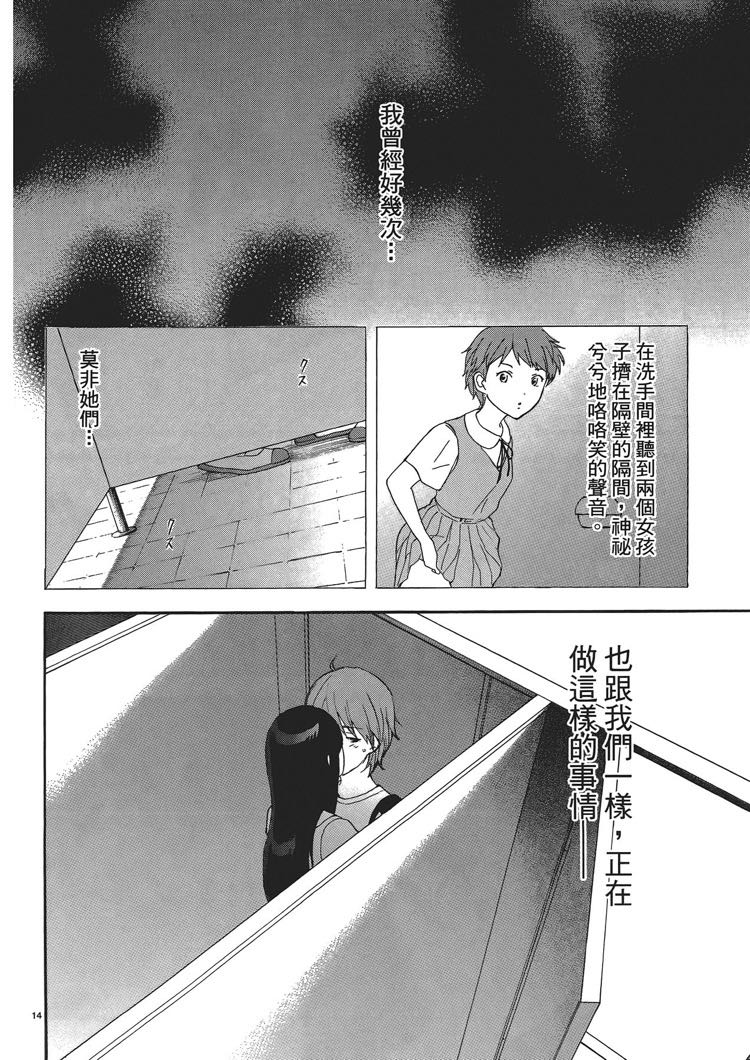 我曾經好幾次…
在洗手間裡聽到兩個女孩
子擠在隔壁的隔間，神祕
兮兮地咯咯笑的聲音。
クス
クス
莫非她們…
也跟我們一樣，正在
做這樣的事情——
14